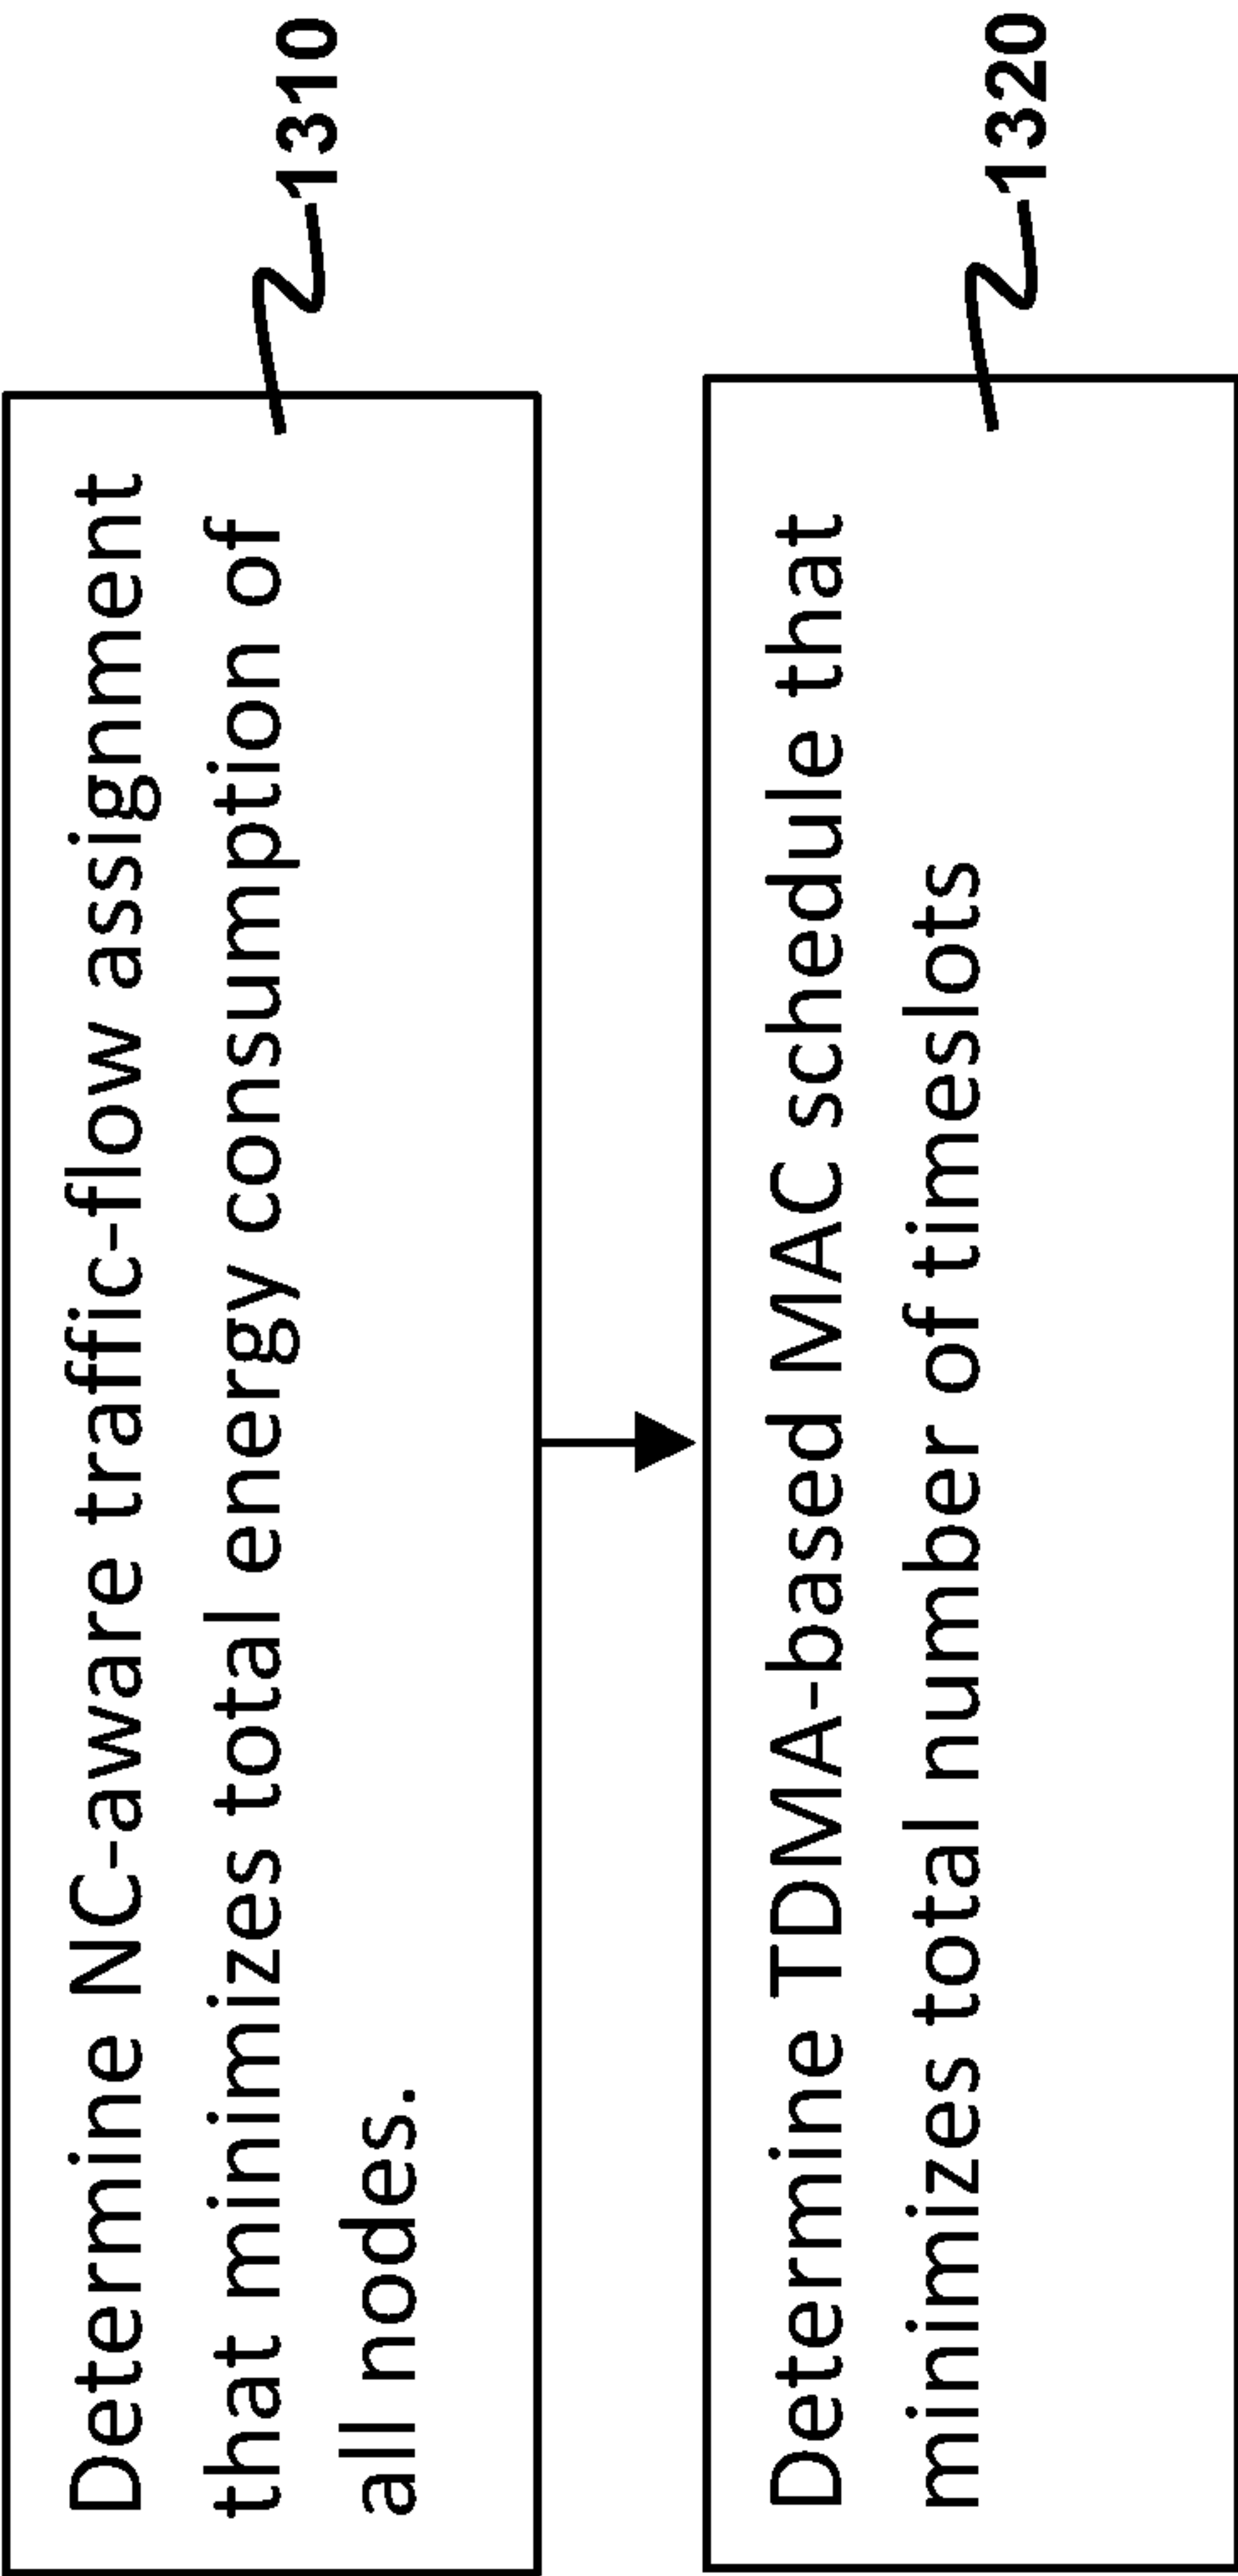 Determine NC-aware traffic-flow assignment
that minimizes total energy consumption of
all nodes.
1310
Determine TDMA-based MAC schedule that
minimizes total number of timeslots
1320